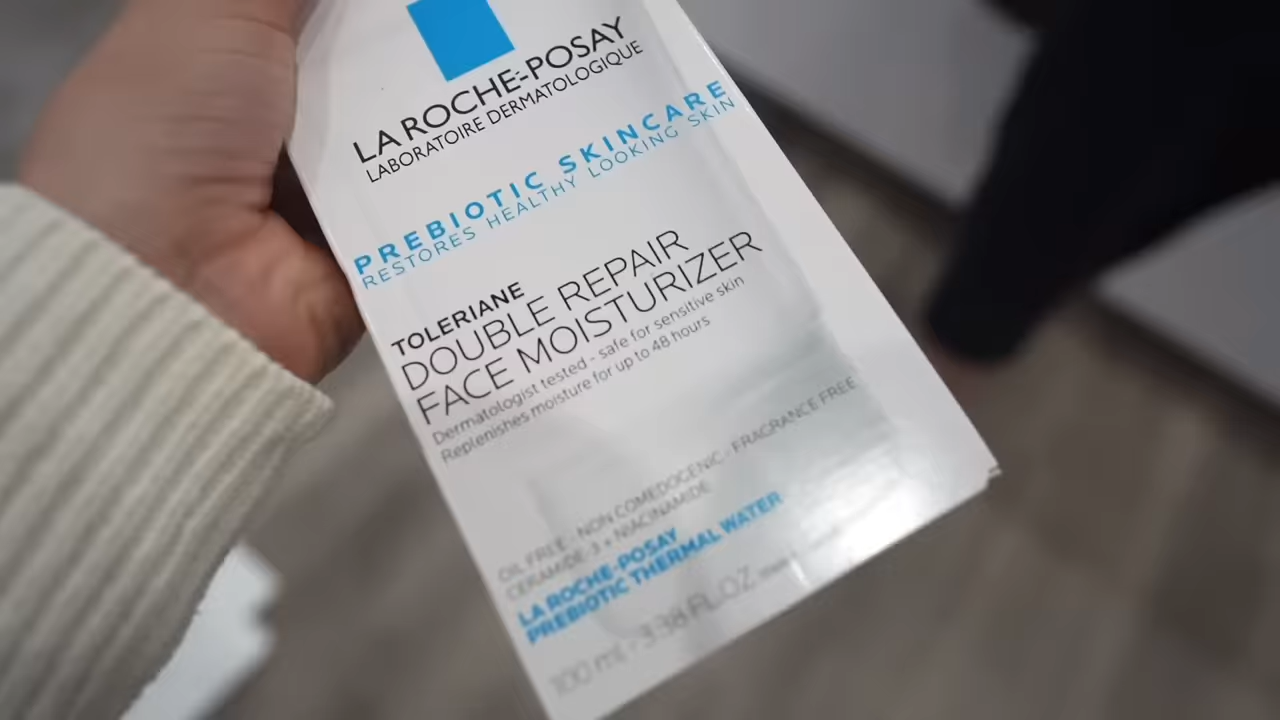 LA ROCHE-POSAY
LABORATOIRE DERMATOLOGIQUE
PREBIOTIC SKINCARE
RESTORES HEALTHY LOOKING SKIN
TOLERIANE
DOUBLE REPAIR
FACE MOISTURIZER
Dermatologist tested - safe for sensitive skin
Replenishes moisture for up to 48 hours
OIL FREE - NON COMEDOGENIC - FRAGRANCE FREE
CERAMIDE-3 + NIACINAMIDE
LA ROCHE-POSAY
PREBIOTIC THERMAL WATER
100 ml - 3.38 FL.OZ